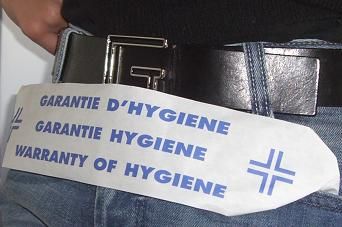 GARANTIE D'HYGIENE
GARANTIE HYGIENE
WARRANTY OF HYGIENE